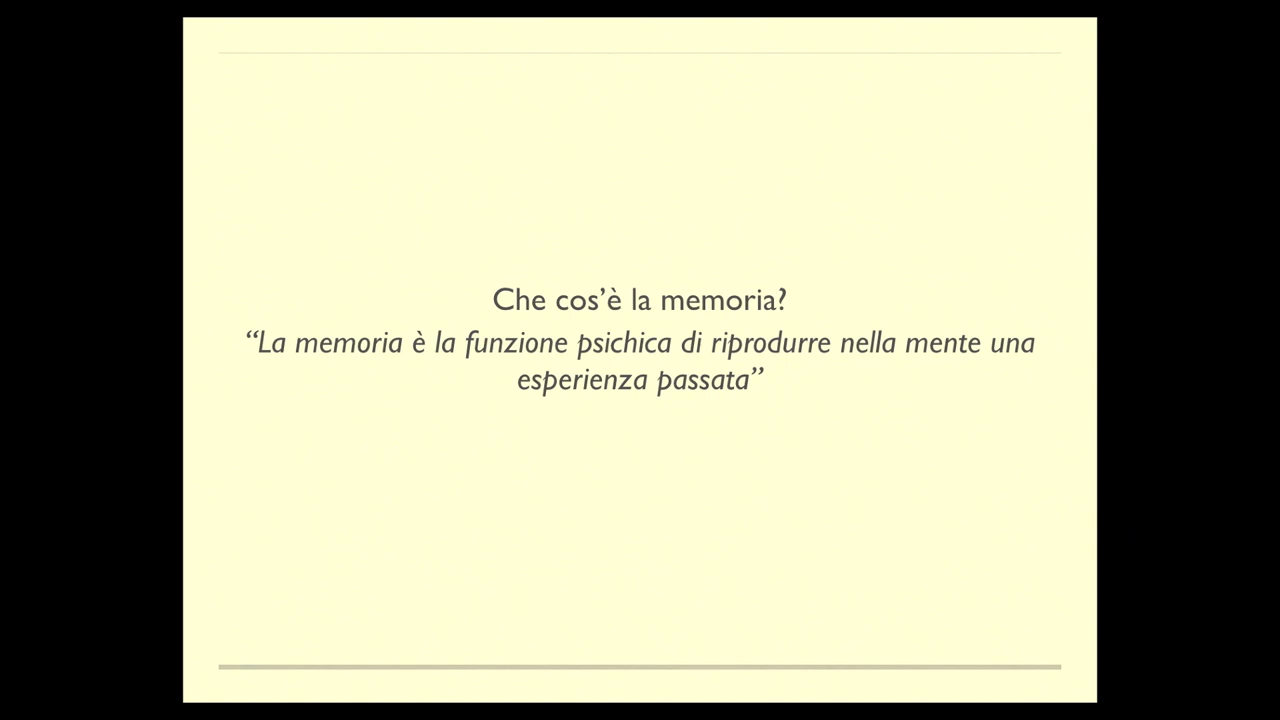 Che cos’è la memoria?
“La memoria è la funzione psichica di riprodurre nella mente una
esperienza passata”